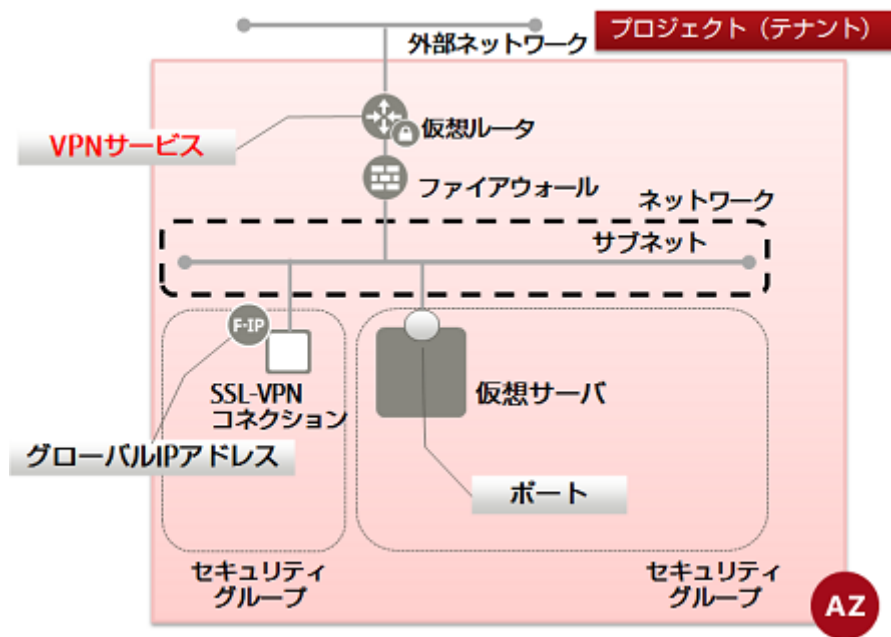 プロジェクト（テナント）
外部ネットワーク
仮想ルータ
VPNサービス
ファイアウォール
ネットワーク
サブネット
F-IP
SSL-VPN
コネクション
仮想サーバ
グローバルIPアドレス
ポート
セキュリティ
グループ
セキュリティ
グループ
AZ